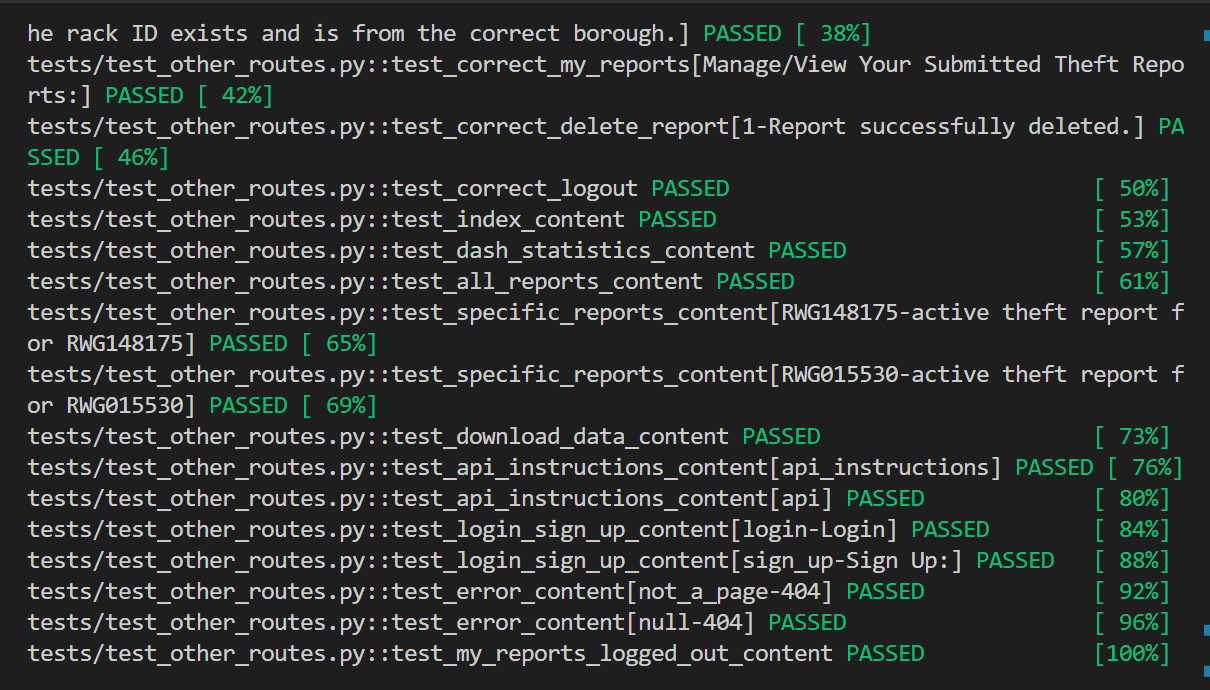 he rack ID exists and is from the correct borough.] PASSED [ 38%]
tests/test_other_routes.py::test_correct_my_reports[Manage/View Your Submitted Theft Repo
rts:] PASSED [ 42%]
tests/test_other_routes.py::test_correct_delete_report[1-Report successfully deleted.] PA
SSED [ 46%]
tests/test_other_routes.py::test_correct_logout PASSED [ 50%]
tests/test_other_routes.py::test_index_content PASSED [ 53%]
tests/test_other_routes.py::test_dash_statistics_content PASSED [ 57%]
tests/test_other_routes.py::test_all_reports_content PASSED [ 61%]
tests/test_other_routes.py::test_specific_reports_content[RWG148175-active theft report f
or RWG148175] PASSED [ 65%]
tests/test_other_routes.py::test_specific_reports_content[RWG015530-active theft report f
or RWG015530] PASSED [ 69%]
tests/test_other_routes.py::test_download_data_content PASSED [ 73%]
tests/test_other_routes.py::test_api_instructions_content[api_instructions] PASSED [ 76%]
tests/test_other_routes.py::test_api_instructions_content[api] PASSED [ 80%]
tests/test_other_routes.py::test_login_sign_up_content[login-Login] PASSED [ 84%]
tests/test_other_routes.py::test_login_sign_up_content[sign_up-Sign Up:] PASSED [ 88%]
tests/test_other_routes.py::test_error_content[not_a_page-404] PASSED [ 92%]
tests/test_other_routes.py::test_error_content[null-404] PASSED [ 96%]
tests/test_other_routes.py::test_my_reports_logged_out_content PASSED [100%]